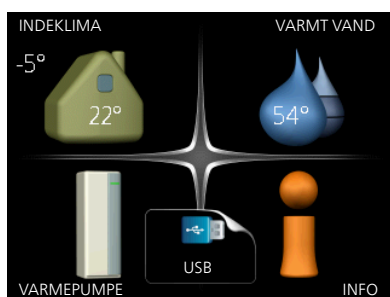 INDEKLIMA
VARMT VAND
-5°
22°
54°
USB
VARMEPUMPE
INFO